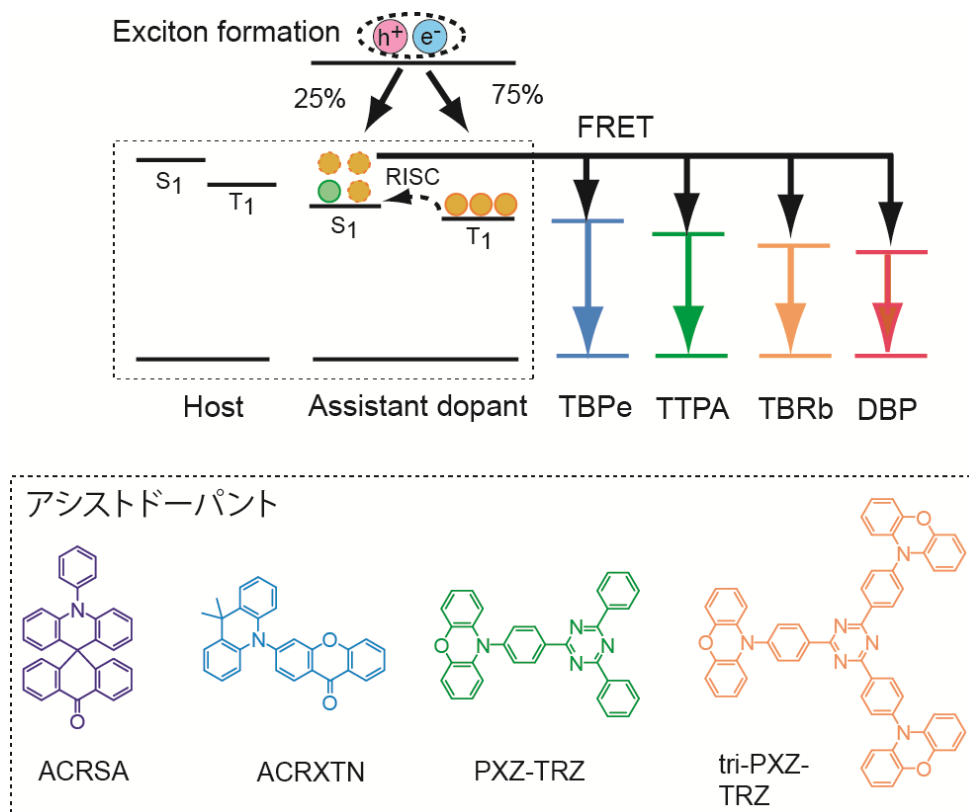 Exciton formation
h+ e-
25% 75%
FRET
S1
T1
RISC
S1
T1
Host
Assistant dopant
TBPe
TTPA
TBRb
DBP
アシストドーパント
N
O
ACRSA
N
O
O
ACRXTN
O
N
N
N
N
PXZ-TRZ
O
N
O
N
N
N
N
N
O
tri-PXZ-
TRZ